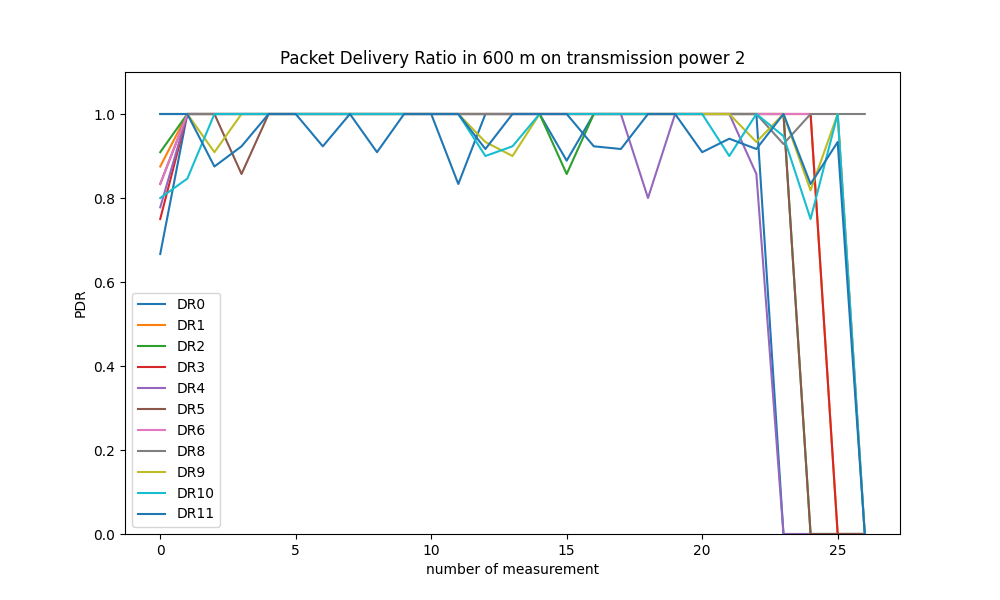 Packet Delivery Ratio in 600 m on transmission power 2
1.0
0.8
0.6
0.4
0.2
0.0
PDR
DR0
DR1
DR2
DR3
DR4
DR5
DR6
DR8
DR9
DR10
DR11
0 5 10 15 20 25
number of measurement